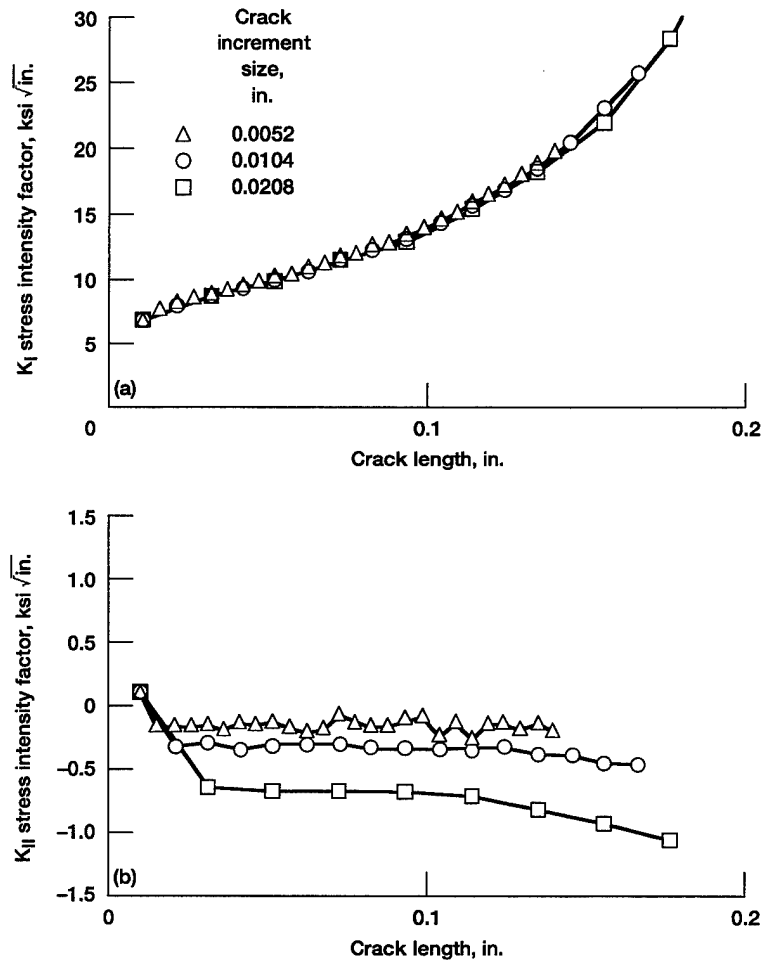 30
25
20
15
10
5
0
K_I stress intensity factor, ksi √in.
Crack
increment
size,
in.
0.0052
0.0104
0.0208
(a)
0.1
0.2
Crack length, in.
1.5
1.0
0.5
0
–0.5
–1.0
–1.5
K_II stress intensity factor, ksi √in.
(b)
0
0.1
0.2
Crack length, in.